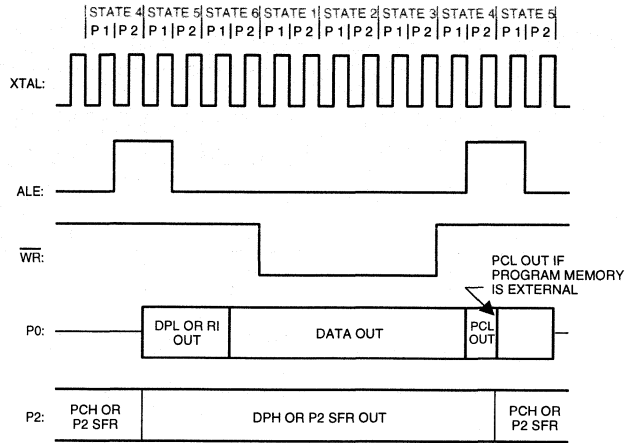 STATE 4 STATE 5 STATE 6 STATE 1 STATE 2 STATE 3 STATE 4 STATE 5
P1 P2 P1 P2 P1 P2 P1 P2 P1 P2 P1 P2 P1 P2 P1 P2
XTAL:
ALE:
WR:
PCL OUT IF
PROGRAM MEMORY
IS EXTERNAL
P0:
DPL OR RI
OUT
DATA OUT
PCL
OUT
P2:
PCH OR
P2 SFR
DPH OR P2 SFR OUT
PCH OR
P2 SFR